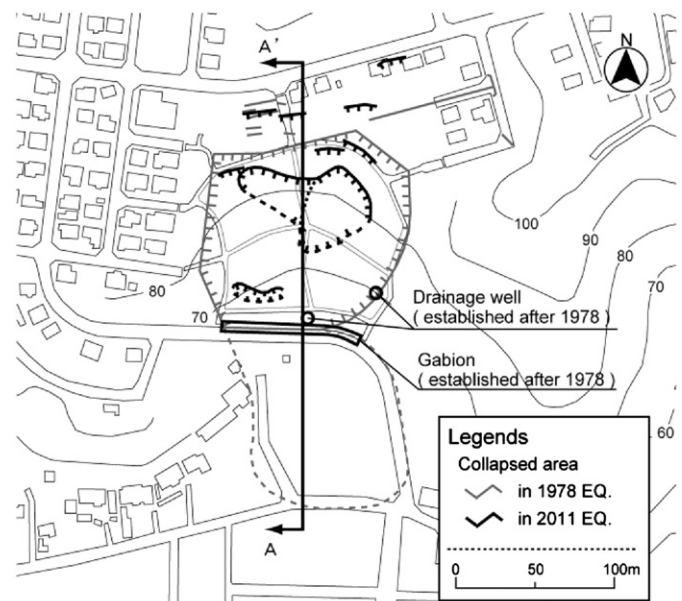 A'
N
100
90
80
80
70
Drainage well
( established after 1978 )
70
Gabion
( established after 1978 )
60
Legends
Collapsed area
in 1978 EQ.
in 2011 EQ.
0 50 100m
A